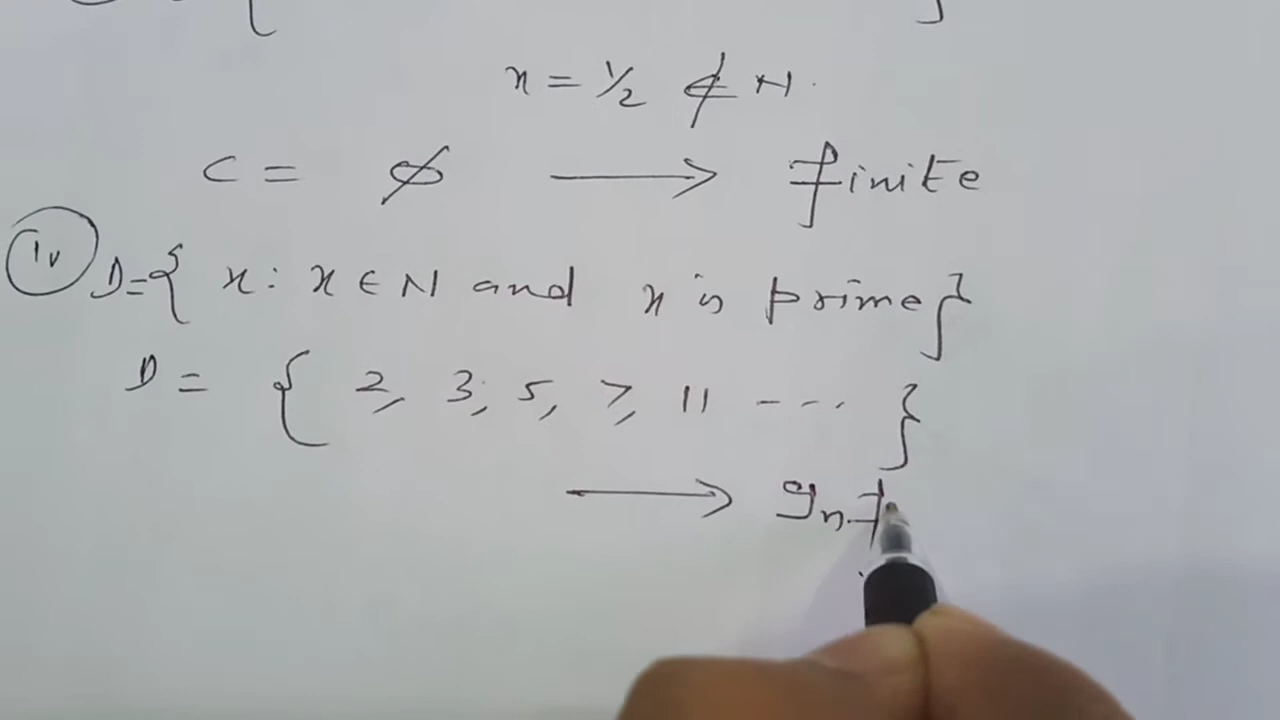 { }
x = 1/2 ∉ N.
C = ϕ ⟶ finite
(iv) D={ x : x ∈ N and x is prime}
D = { 2, 3, 5, 7, 11 ---- }
⟶ Inf